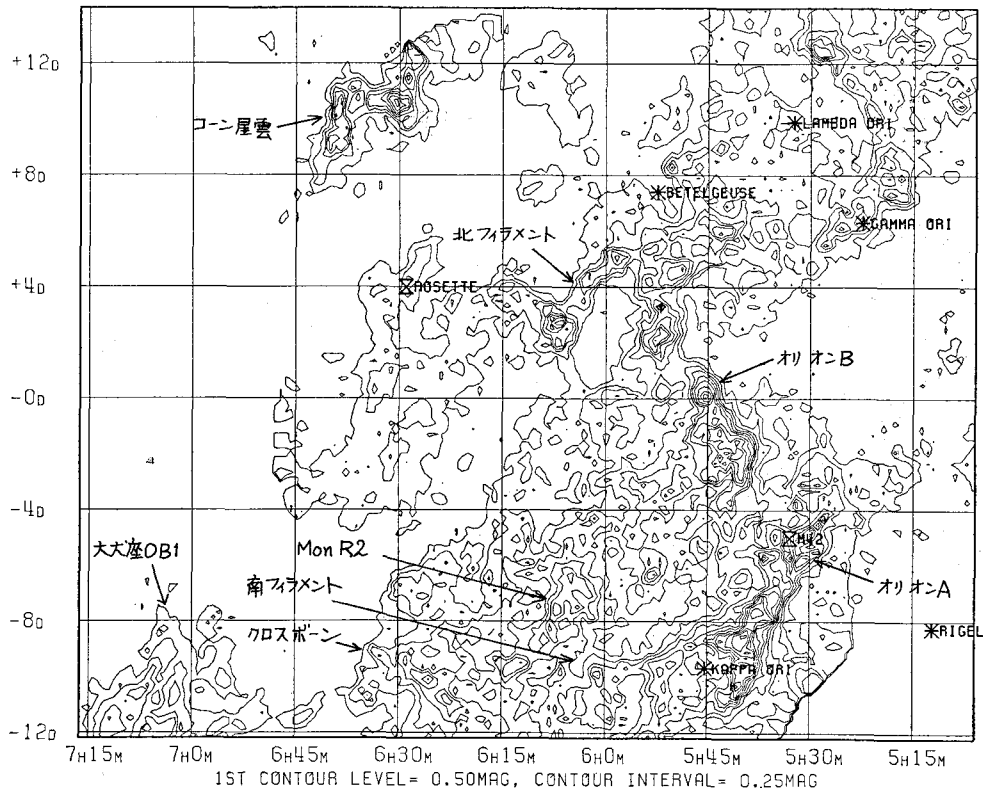 +12D
コーン星雲
*LAMBDA ORI
+8D
*BETELGEUSE
*GAMMA ORI
北フィラメント
+4D
ROSETTE
オリオンB
-0D
-4D
大犬座OB1
Mon R2
M42
南フィラメント
オリオンA
クロスボーン
-8D
*RIGEL
*KAPPA ORI
-12D
7H15M 7H0M 6H45M 6H30M 6H15M 6H0M 5H45M 5H30M 5H15M
1ST CONTOUR LEVEL= 0.50MAG, CONTOUR INTERVAL= 0.25MAG